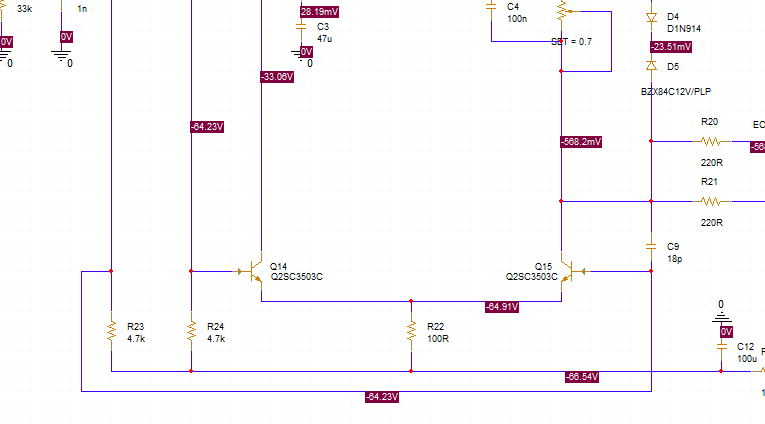 33k
1n
28.19mV
C3
47u
C4
100n
SET = 0.7
D4
D1N914
0V
0V
0V
0
0
0
-23.51mV
D5
-33.06V
BZX84C12V/PLP
R20
EC
-64.23V
-568.2mV
-56
220R
R21
220R
C9
18p
Q14
Q2SC3503C
Q15
Q2SC3503C
-64.91V
0
R23
4.7k
R24
4.7k
R22
100R
0V
C12
100u
-66.54V
-64.23V